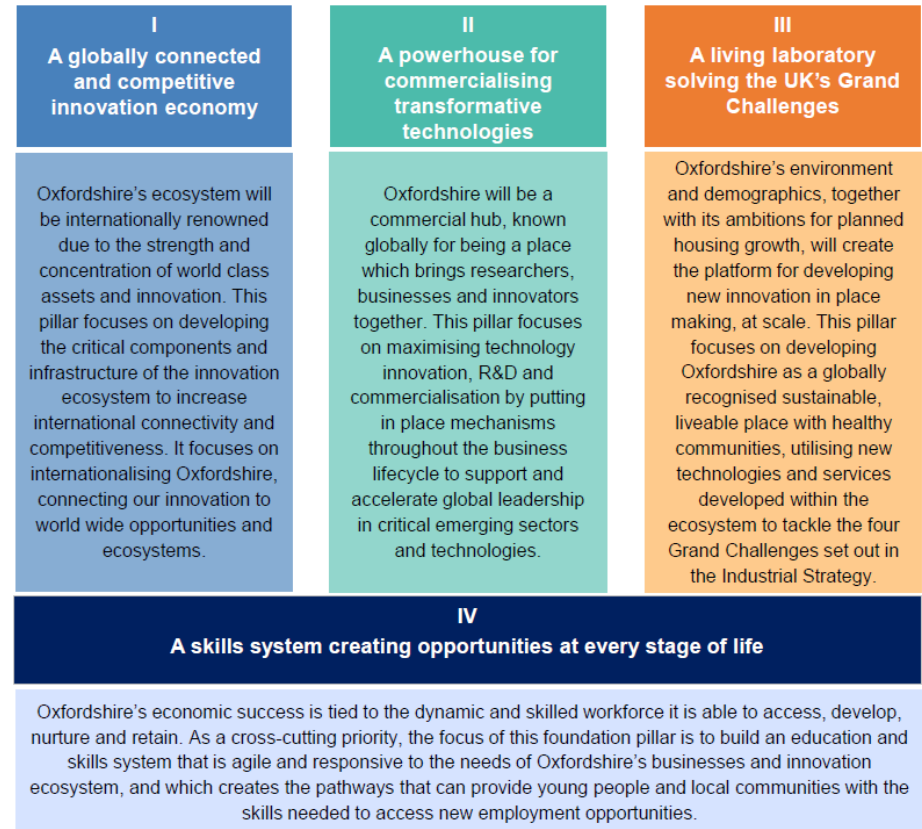 I
A globally connected
and competitive
innovation economy
Oxfordshire’s ecosystem will
be internationally renowned
due to the strength and
concentration of world class
assets and innovation. This
pillar focuses on developing
the critical components and
infrastructure of the innovation
ecosystem to increase
international connectivity and
competitiveness. It focuses on
internationalising Oxfordshire,
connecting our innovation to
world wide opportunities and
ecosystems.
II
A powerhouse for
commercialising
transformative
technologies
Oxfordshire will be a
commercial hub, known
globally for being a place
which brings researchers,
businesses and innovators
together. This pillar focuses
on maximising technology
innovation, R&D and
commercialisation by putting
in place mechanisms
throughout the business
lifecycle to support and
accelerate global leadership
in critical emerging sectors
and technologies.
III
A living laboratory
solving the UK’s Grand
Challenges
Oxfordshire’s environment
and demographics, together
with its ambitions for planned
housing growth, will create
the platform for developing
new innovation in place
making, at scale. This pillar
focuses on developing
Oxfordshire as a globally
recognised sustainable,
liveable place with healthy
communities, utilising new
technologies and services
developed within the
ecosystem to tackle the four
Grand Challenges set out in
the Industrial Strategy.
IV
A skills system creating opportunities at every stage of life
Oxfordshire’s economic success is tied to the dynamic and skilled workforce it is able to access, develop,
nurture and retain. As a cross-cutting priority, the focus of this foundation pillar is to build an education and
skills system that is agile and responsive to the needs of Oxfordshire’s businesses and innovation
ecosystem, and which creates the pathways that can provide young people and local communities with the
skills needed to access new employment opportunities.